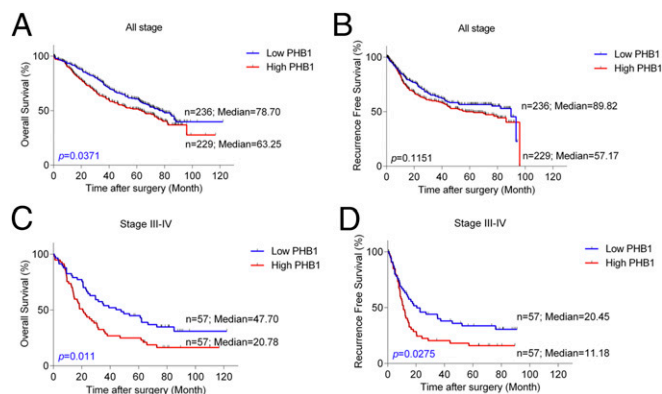 A
All stage
Overall Survival (%)
100
50
0
Low PHB1
High PHB1
n=236; Median=78.70
n=229; Median=63.25
p=0.0371
0 20 40 60 80 100 120
Time after surgery (Month)
B
All stage
Recurrence Free Survival (%)
100
50
0
Low PHB1
High PHB1
n=236; Median=89.82
n=229; Median=57.17
p=0.1151
0 20 40 60 80 100 120
Time after surgery (Month)
C
Stage III-IV
Overall Survival (%)
100
50
0
Low PHB1
High PHB1
n=57; Median=47.70
n=57; Median=20.78
p=0.011
0 20 40 60 80 100 120
Time after surgery (Month)
D
Stage III-IV
Recurrence Free Survival (%)
100
50
0
Low PHB1
High PHB1
n=57; Median=20.45
n=57; Median=11.18
p=0.0275
0 20 40 60 80 100 120
Time after surgery (Month)